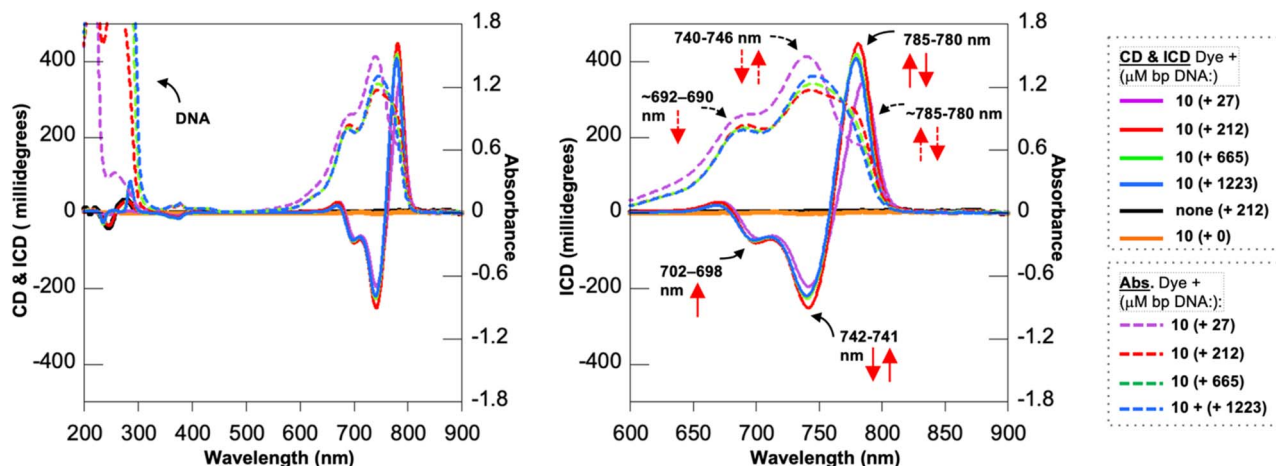 CD & ICD ( millidegrees)
400
200
0
-200
-400
DNA
1.8
1.2
0.6
0
-0.6
-1.2
-1.8
Absorbance
200 300 400 500 600 700 800 900
Wavelength (nm)
ICD (millidegrees)
400
200
0
-200
-400
740-746 nm
785-780 nm
~692–690
nm
~785-780 nm
702–698
nm
742-741
nm
1.8
1.2
0.6
0
-0.6
-1.2
-1.8
Absorbance
600 650 700 750 800 850 900
Wavelength (nm)
CD & ICD Dye +
(μM bp DNA:)
10 (+ 27)
10 (+ 212)
10 (+ 665)
10 (+ 1223)
none (+ 212)
10 (+ 0)
Abs. Dye +
(μM bp DNA:):
10 (+ 27)
10 (+ 212)
10 (+ 665)
10 + (+ 1223)